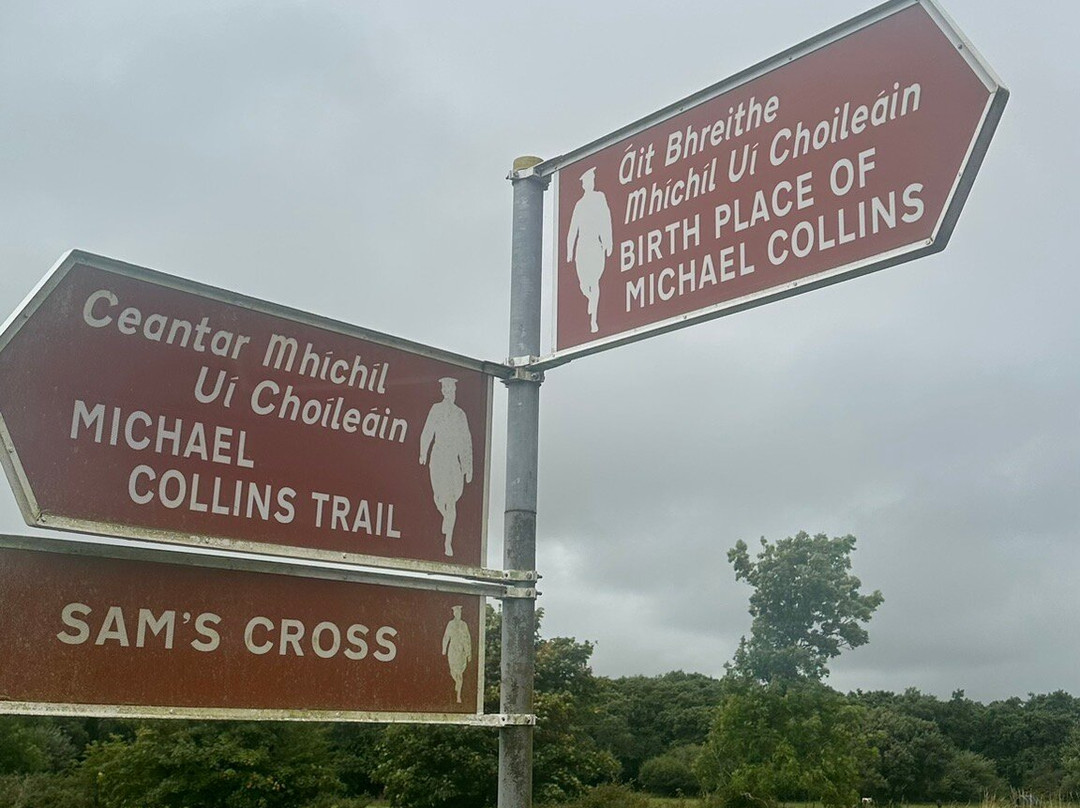 Áit Bhreithe
Mhíchíl Uí Choileáin
BIRTH PLACE OF
MICHAEL COLLINS
Ceantar Mhíchíl
Uí Choileáin
MICHAEL
COLLINS TRAIL
SAM'S CROSS